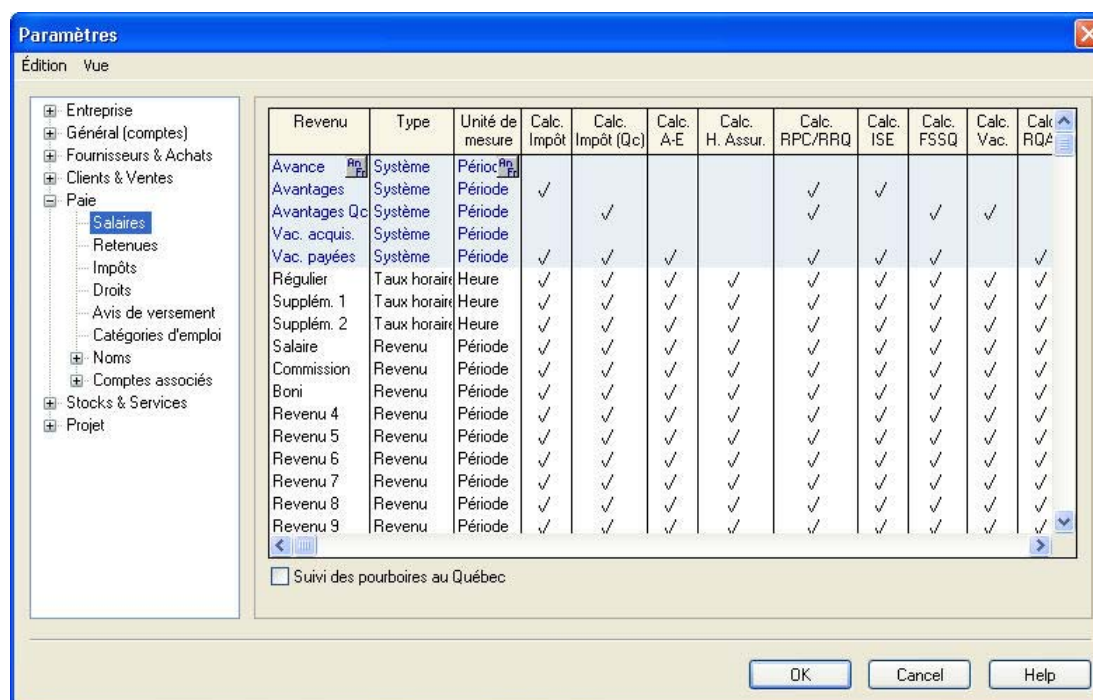 Paramètres
Édition Vue
Entreprise
Général (comptes)
Fournisseurs & Achats
Clients & Ventes
Paie
Salaires
Retenues
Impôts
Droits
Avis de versement
Catégories d'emploi
Noms
Comptes associés
Stocks & Services
Projet
Revenu Type Unité de mesure Calc. Impôt Calc. Impôt (Qc) Calc. A-E Calc. H. Assur. Calc. RPC/RRQ Calc. ISE Calc. FSSQ Calc. Vac. Calc RQA
Avance An Fr Système Périod An Fr
Avantages Système Période ✓ ✓ ✓
Avantages Qc Système Période ✓ ✓ ✓ ✓
Vac. acquis. Système Période
Vac. payées Système Période ✓ ✓ ✓ ✓ ✓ ✓ ✓
Régulier Taux horaire Heure ✓ ✓ ✓ ✓ ✓ ✓ ✓ ✓ ✓
Supplém. 1 Taux horaire Heure ✓ ✓ ✓ ✓ ✓ ✓ ✓ ✓ ✓
Supplém. 2 Taux horaire Heure ✓ ✓ ✓ ✓ ✓ ✓ ✓ ✓ ✓
Salaire Revenu Période ✓ ✓ ✓ ✓ ✓ ✓ ✓ ✓ ✓
Commission Revenu Période ✓ ✓ ✓ ✓ ✓ ✓ ✓ ✓ ✓
Boni Revenu Période ✓ ✓ ✓ ✓ ✓ ✓ ✓ ✓ ✓
Revenu 4 Revenu Période ✓ ✓ ✓ ✓ ✓ ✓ ✓ ✓ ✓
Revenu 5 Revenu Période ✓ ✓ ✓ ✓ ✓ ✓ ✓ ✓ ✓
Revenu 6 Revenu Période ✓ ✓ ✓ ✓ ✓ ✓ ✓ ✓ ✓
Revenu 7 Revenu Période ✓ ✓ ✓ ✓ ✓ ✓ ✓ ✓ ✓
Revenu 8 Revenu Période ✓ ✓ ✓ ✓ ✓ ✓ ✓ ✓ ✓
Revenu 9 Revenu Période ✓ ✓ ✓ ✓ ✓ ✓ ✓ ✓ ✓
Suivi des pourboires au Québec
OK Cancel Help